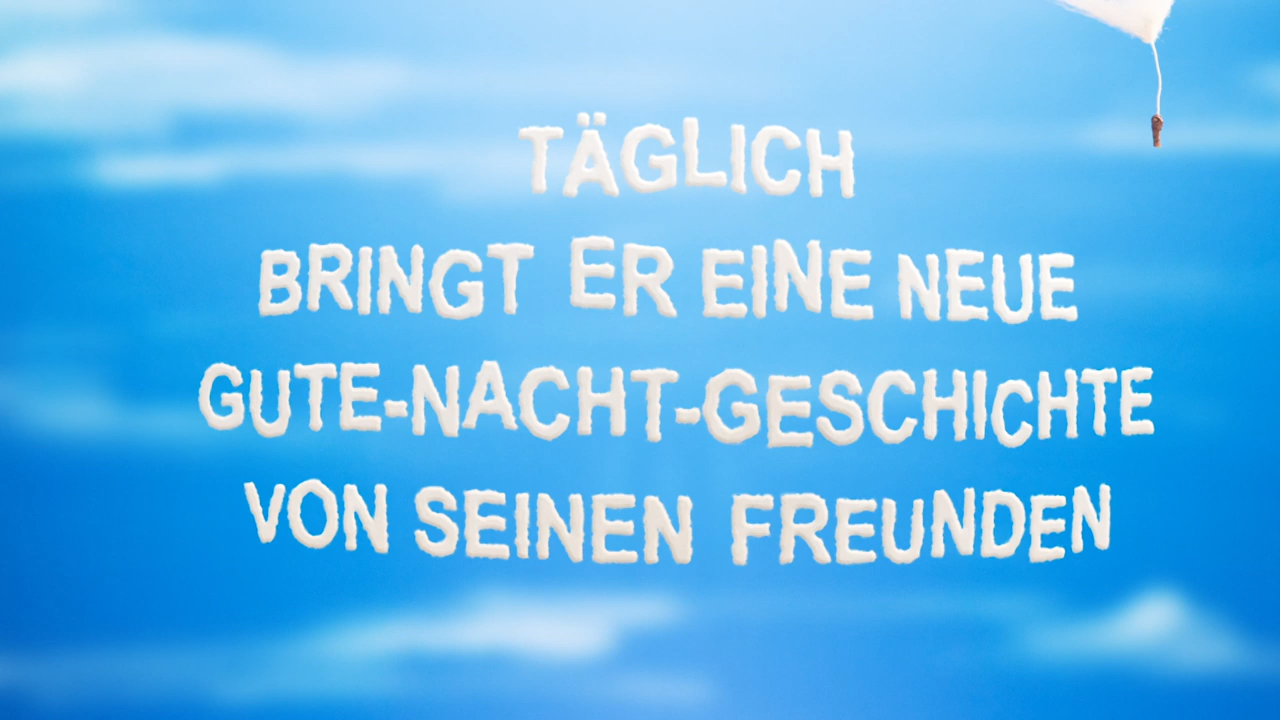 TÄGLICH
BRINGT ER EINE NEUE
GUTE-NACHT-GESCHICHTE
VON SEINEN FREUNDEN